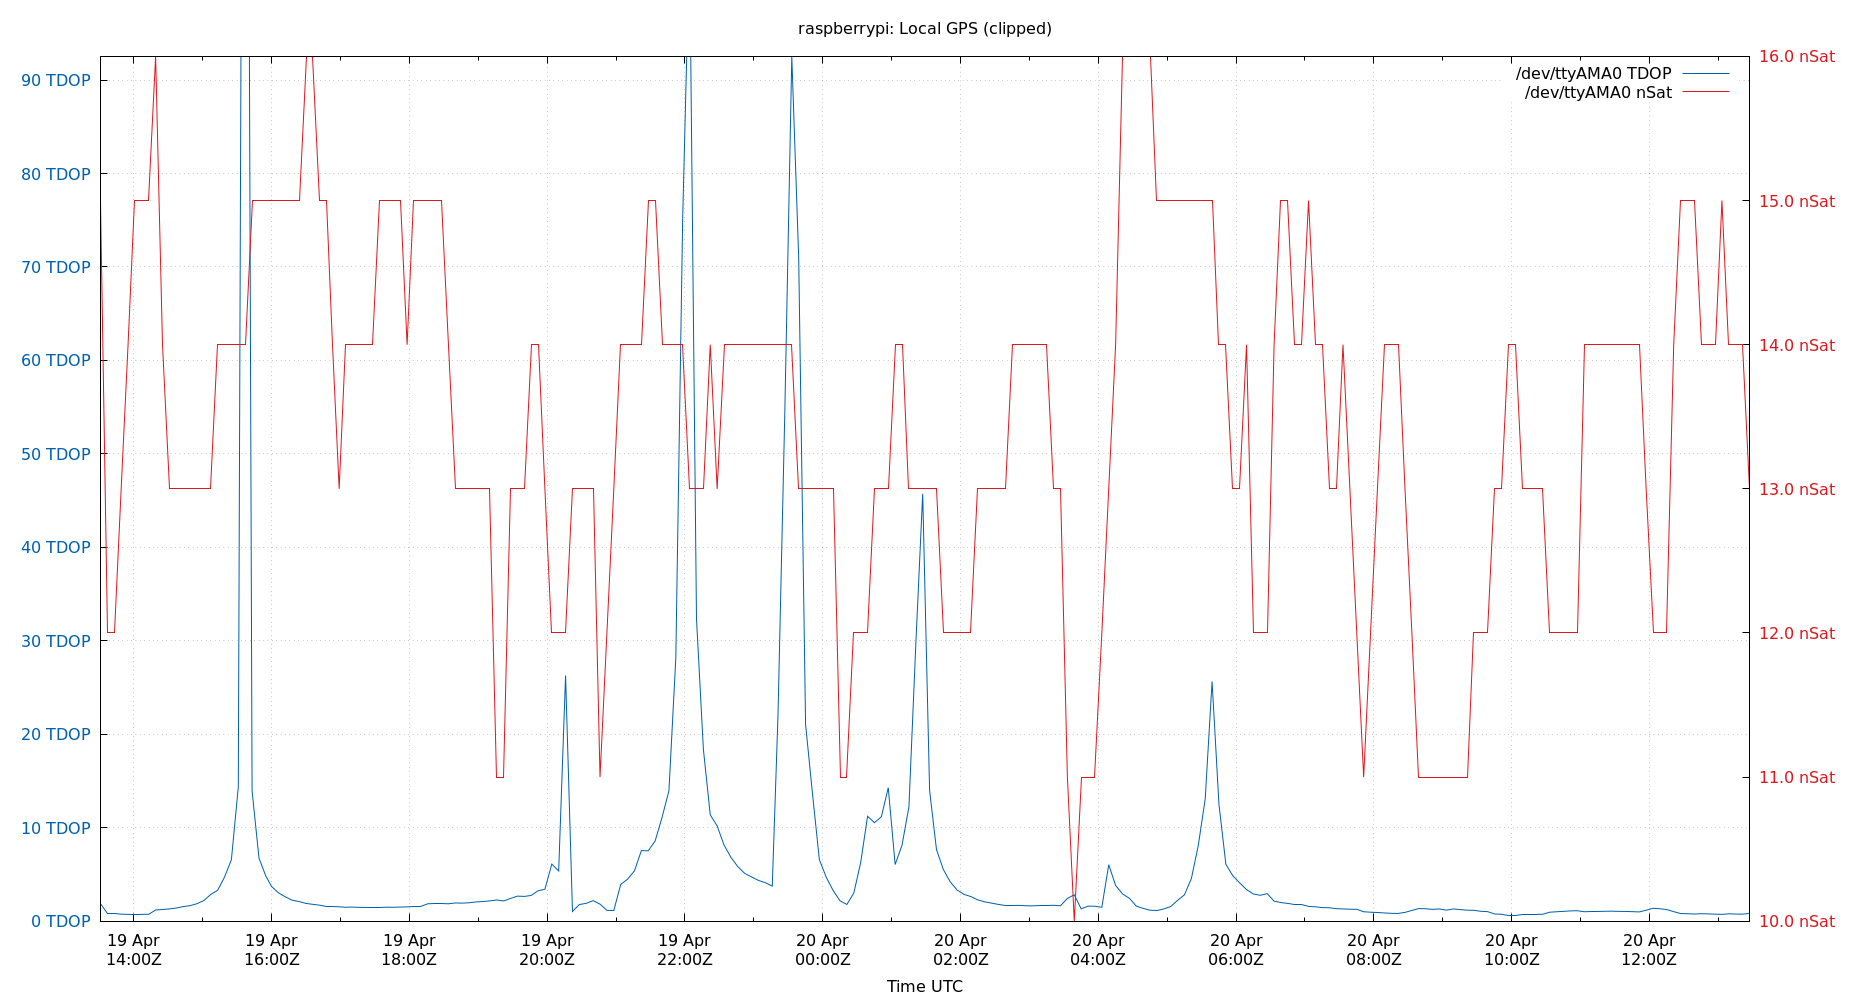 raspberrypi: Local GPS (clipped)
/dev/ttyAMA0 TDOP
/dev/ttyAMA0 nSat
90 TDOP
80 TDOP
70 TDOP
60 TDOP
50 TDOP
40 TDOP
30 TDOP
20 TDOP
10 TDOP
0 TDOP
16.0 nSat
15.0 nSat
14.0 nSat
13.0 nSat
12.0 nSat
11.0 nSat
10.0 nSat
19 Apr
14:00Z
19 Apr
16:00Z
19 Apr
18:00Z
19 Apr
20:00Z
19 Apr
22:00Z
20 Apr
00:00Z
20 Apr
02:00Z
20 Apr
04:00Z
20 Apr
06:00Z
20 Apr
08:00Z
20 Apr
10:00Z
20 Apr
12:00Z
Time UTC